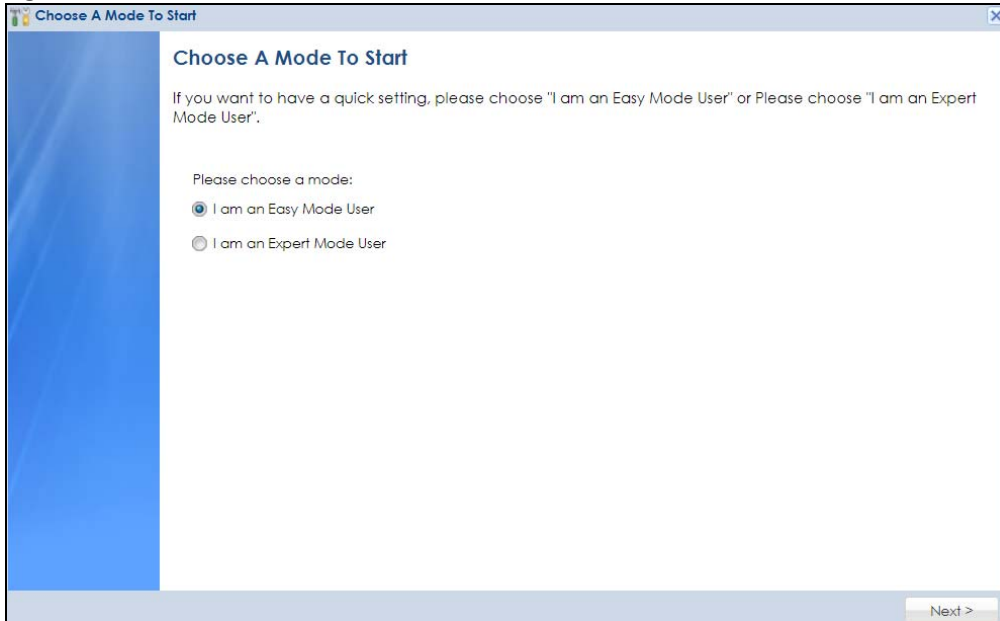 Choose A Mode To Start
Choose A Mode To Start
If you want to have a quick setting, please choose "I am an Easy Mode User" or Please choose "I am an Expert
Mode User".
Please choose a mode:
I am an Easy Mode User
I am an Expert Mode User
Next >